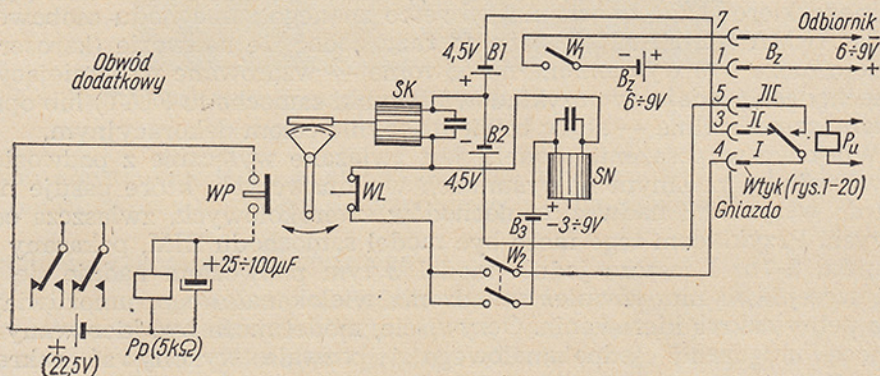 Obwód
dodatkowy
WP
+25÷100μF
+
(22,5V)
Pp(5kΩ)
SK
WL
4,5V
B1
+
-
B2
4,5V
W1
- +
Bz
6÷9V
SN
+
-3÷9V
B3
W2
7
1
5
3
4
Odbiornik
6÷9V
-
Bz
+
III
II
I
Pu
Wtyk (rys.1-20)
Gniazdo